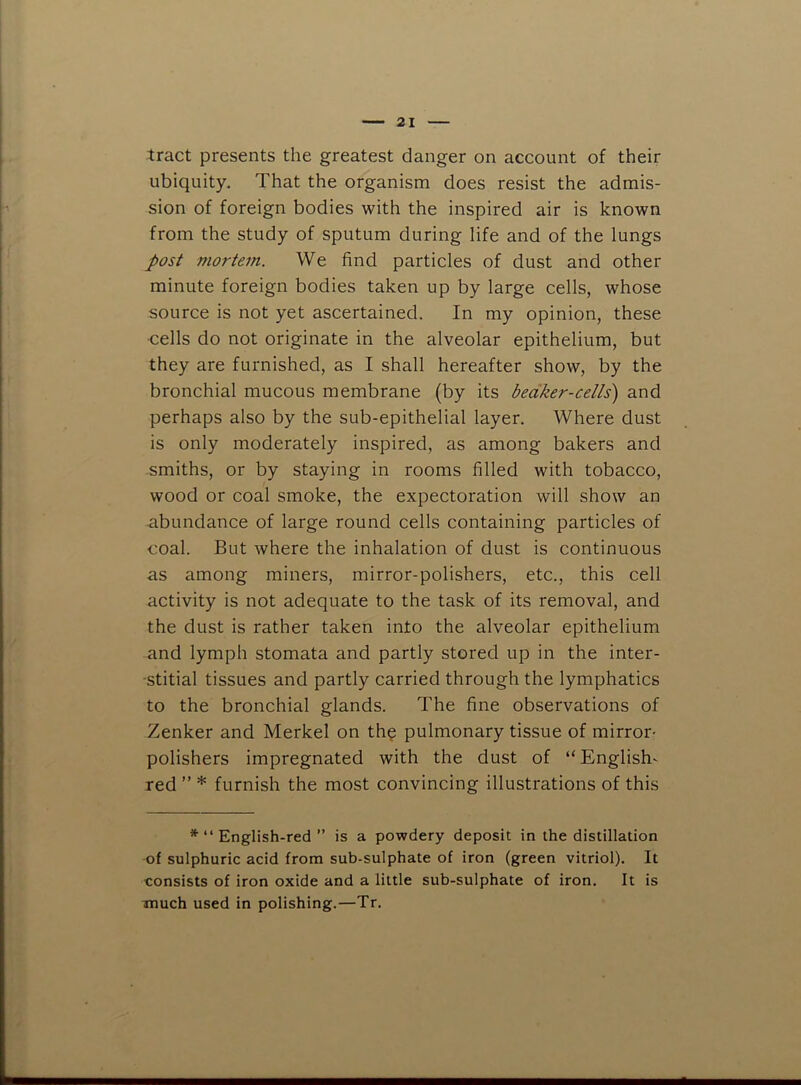 — 21 —
tract presents the greatest danger on account of their
ubiquity. That the organism does resist the admis-
sion of foreign bodies with the inspired air is known
from the study of sputum during life and of the lungs
post mortem. We find particles of dust and other
minute foreign bodies taken up by large cells, whose
source is not yet ascertained. In my opinion, these
cells do not originate in the alveolar epithelium, but
they are furnished, as I shall hereafter show, by the
bronchial mucous membrane (by its beaker-cells) and
perhaps also by the sub-epithelial layer. Where dust
is only moderately inspired, as among bakers and
smiths, or by staying in rooms filled with tobacco,
wood or coal smoke, the expectoration will show an
abundance of large round cells containing particles of
coal. But where the inhalation of dust is continuous
as among miners, mirror-polishers, etc., this cell
activity is not adequate to the task of its removal, and
the dust is rather taken into the alveolar epithelium
and lymph stomata and partly stored up in the inter-
stitial tissues and partly carried through the lymphatics
to the bronchial glands. The fine observations of
Zenker and Merkel on the pulmonary tissue of mirror-
polishers impregnated with the dust of “English-
red” * furnish the most convincing illustrations of this
* “English-red” is a powdery deposit in the distillation
of sulphuric acid from sub-sulphate of iron (green vitriol). It
consists of iron oxide and a little sub-sulphate of iron. It is
much used in polishing.—Tr.